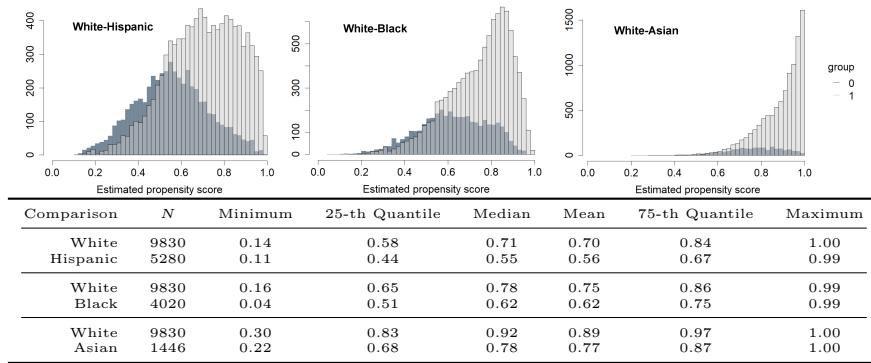 White-Hispanic
400
300
200
100
0
0.0 0.2 0.4 0.6 0.8 1.0
Estimated propensity score
White-Black
500
300
100
0
0.0 0.2 0.4 0.6 0.8 1.0
Estimated propensity score
White-Asian
1500
1000
500
0
0.0 0.2 0.4 0.6 0.8 1.0
Estimated propensity score
group
0
1
Comparison N Minimum 25-th Quantile Median Mean 75-th Quantile Maximum
White 9830 0.14 0.58 0.71 0.70 0.84 1.00
Hispanic 5280 0.11 0.44 0.55 0.56 0.67 0.99
White 9830 0.16 0.65 0.78 0.75 0.86 0.99
Black 4020 0.04 0.51 0.62 0.62 0.75 0.99
White 9830 0.30 0.83 0.92 0.89 0.97 1.00
Asian 1446 0.22 0.68 0.78 0.77 0.87 1.00